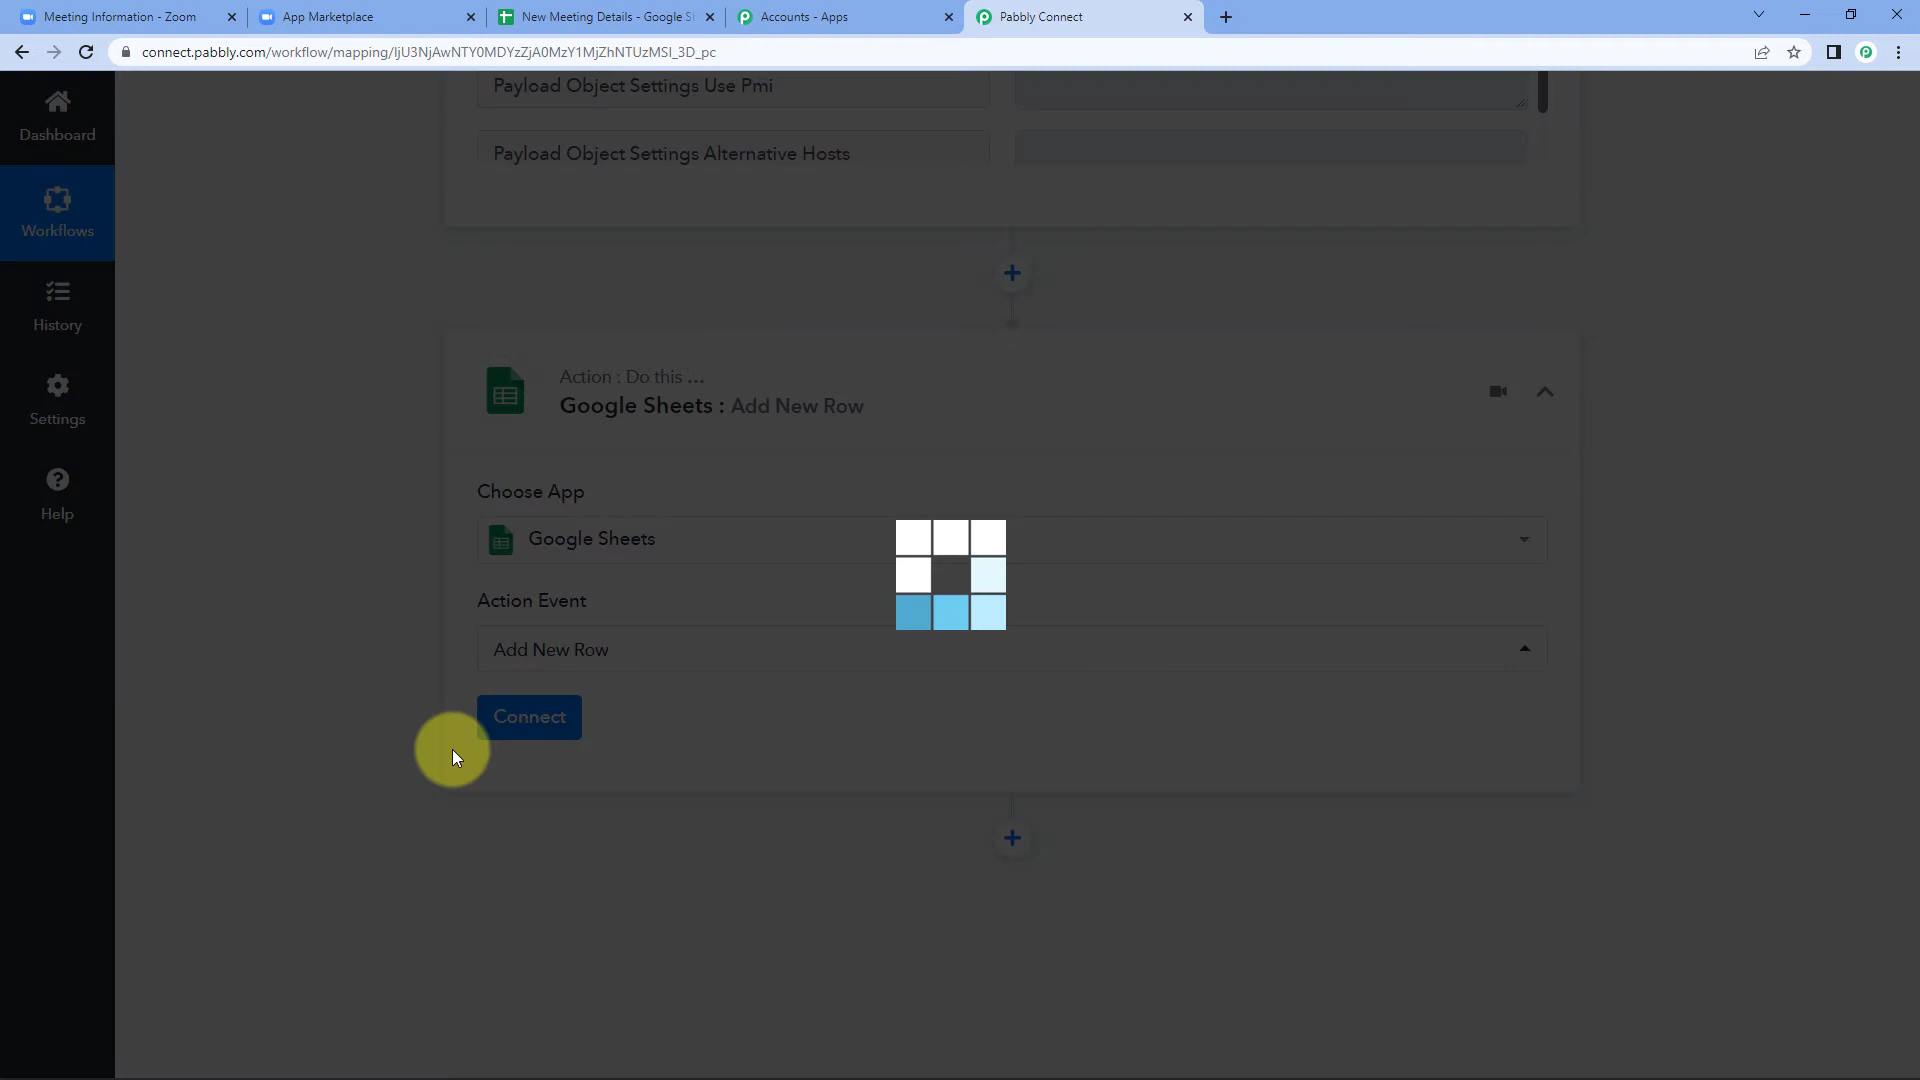 Meeting Information - Zoom
App Marketplace
New Meeting Details - Google S
Accounts - Apps
Pabbly Connect
connect.pabbly.com/workflow/mapping/IjU3NjAwNTY0MDYzZjA0MzY1MjZhNTUzMSI_3D_pc
Payload Object Settings Use Pmi
Dashboard
Payload Object Settings Alternative Hosts
Workflows
History
Action : Do this ...
Google Sheets : Add New Row
Settings
Choose App
Help
Google Sheets
Action Event
Add New Row
Connect